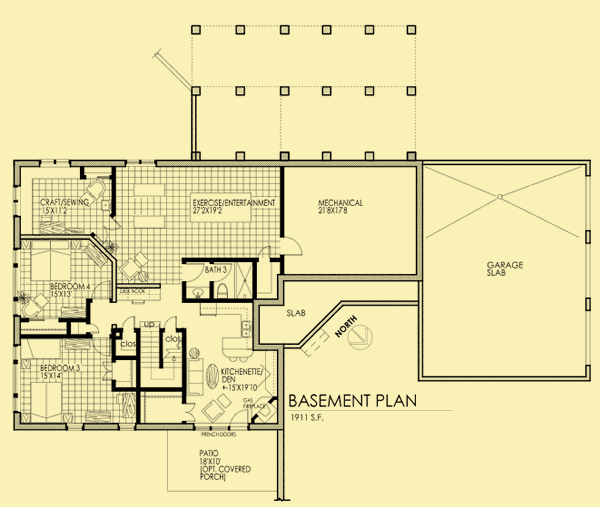 CRAFT/SEWING
15'X11'2
EXERCISE/ENTERTAINMENT
27'2X19'2
MECHANICAL
21'8X17'8
GARAGE
SLAB
BATH 3
BEDROOM 4
15'X13'
DESK NOOK
SLAB
NORTH
up
clos
clos
BEDROOM 3
15'X14'
KITCHENETTE/
DEN
+-15'X19'10
GAS
FIREPLACE
BASEMENT PLAN
1911 S.F.
FRENCH DOORS
PATIO
18'X10'
(OPT. COVERED
PORCH)